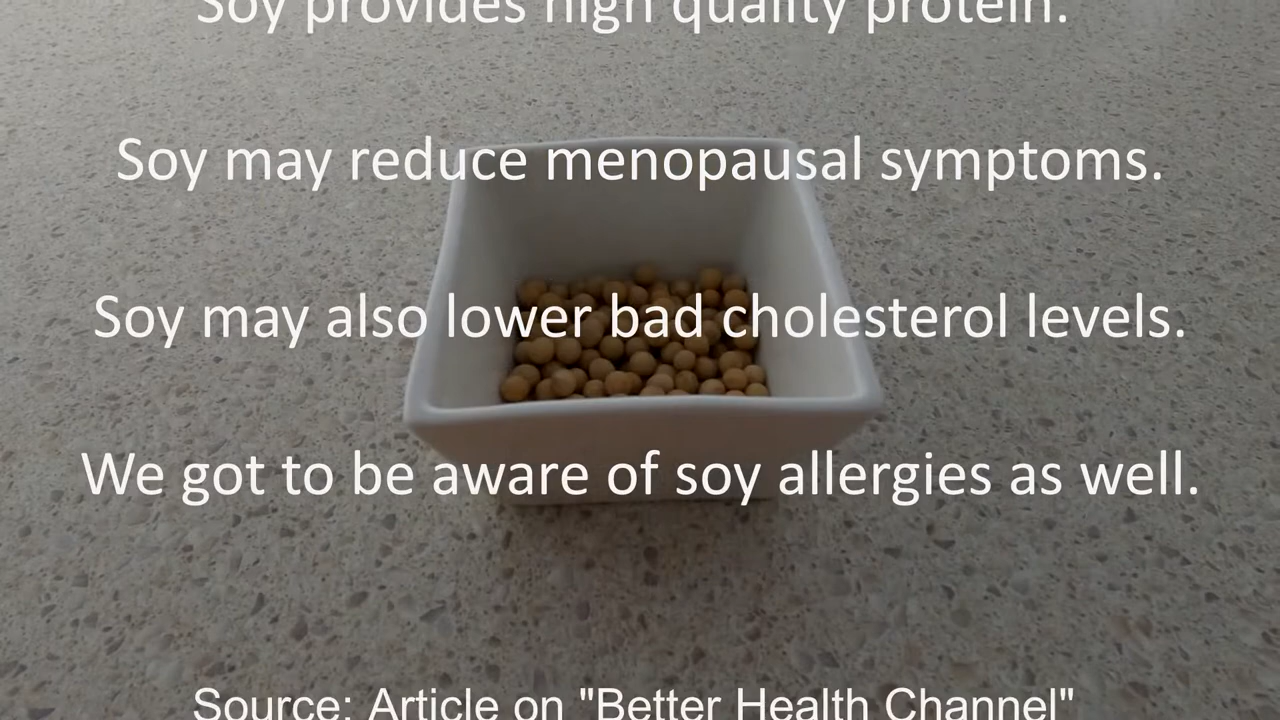 Soy provides high quality protein.
Soy may reduce menopausal symptoms.
Soy may also lower bad cholesterol levels.
We got to be aware of soy allergies as well.
Source: Article on "Better Health Channel"